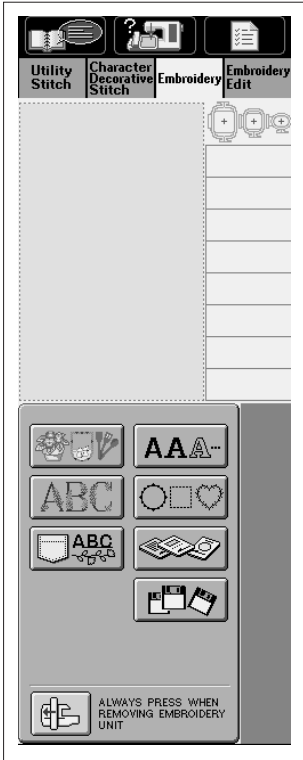 ?
Utility
Stitch
Character
Decorative
Stitch
Embroidery
Embroidery
Edit
AAA
ABC
ABC
ALWAYS PRESS WHEN
REMOVING EMBROIDERY
UNIT